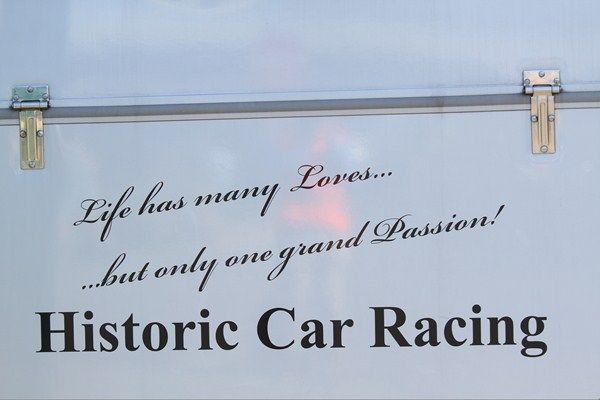 Life has many Loves...
...but only one grand Passion!
Historic Car Racing